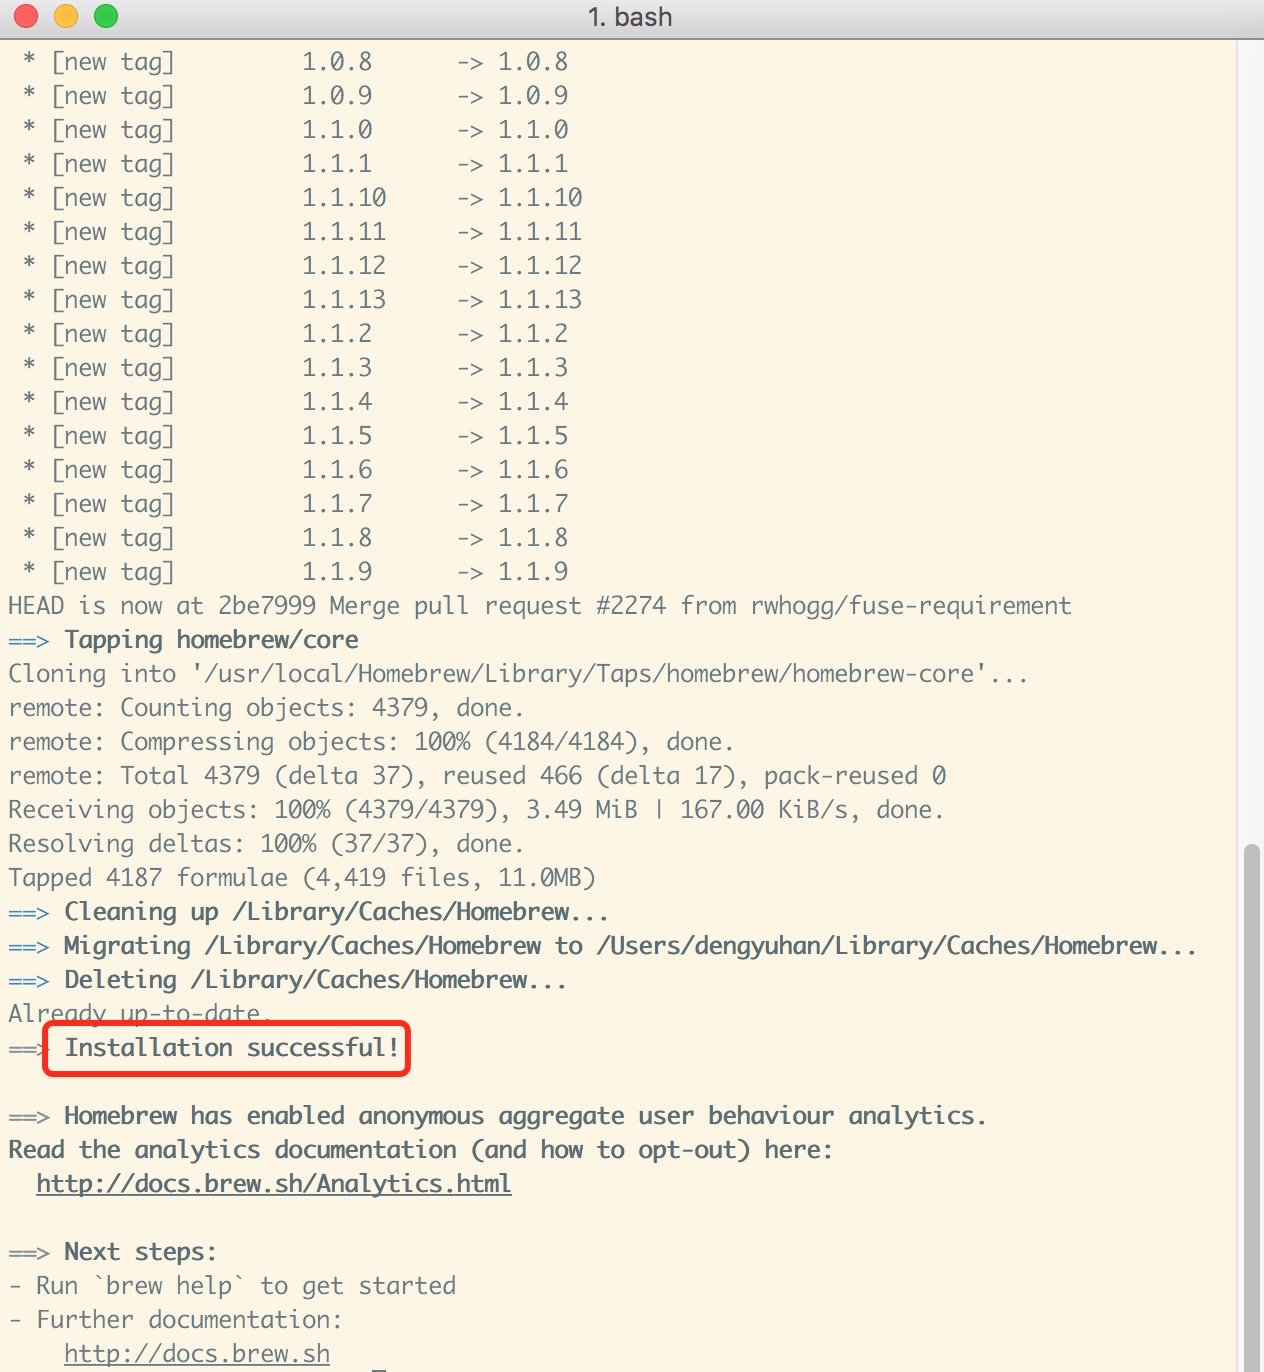 1. bash
* [new tag] 1.0.8 -> 1.0.8
* [new tag] 1.0.9 -> 1.0.9
* [new tag] 1.1.0 -> 1.1.0
* [new tag] 1.1.1 -> 1.1.1
* [new tag] 1.1.10 -> 1.1.10
* [new tag] 1.1.11 -> 1.1.11
* [new tag] 1.1.12 -> 1.1.12
* [new tag] 1.1.13 -> 1.1.13
* [new tag] 1.1.2 -> 1.1.2
* [new tag] 1.1.3 -> 1.1.3
* [new tag] 1.1.4 -> 1.1.4
* [new tag] 1.1.5 -> 1.1.5
* [new tag] 1.1.6 -> 1.1.6
* [new tag] 1.1.7 -> 1.1.7
* [new tag] 1.1.8 -> 1.1.8
* [new tag] 1.1.9 -> 1.1.9
HEAD is now at 2be7999 Merge pull request #2274 from rwhogg/fuse-requirement
==> Tapping homebrew/core
Cloning into '/usr/local/Homebrew/Library/Taps/homebrew/homebrew-core'...
remote: Counting objects: 4379, done.
remote: Compressing objects: 100% (4184/4184), done.
remote: Total 4379 (delta 37), reused 466 (delta 17), pack-reused 0
Receiving objects: 100% (4379/4379), 3.49 MiB | 167.00 KiB/s, done.
Resolving deltas: 100% (37/37), done.
Tapped 4187 formulae (4,419 files, 11.0MB)
==> Cleaning up /Library/Caches/Homebrew...
==> Migrating /Library/Caches/Homebrew to /Users/dengyuhan/Library/Caches/Homebrew...
==> Deleting /Library/Caches/Homebrew...
Already up-to-date.
==> Installation successful!
==> Homebrew has enabled anonymous aggregate user behaviour analytics.
Read the analytics documentation (and how to opt-out) here:
http://docs.brew.sh/Analytics.html
==> Next steps:
- Run `brew help` to get started
- Further documentation:
http://docs.brew.sh